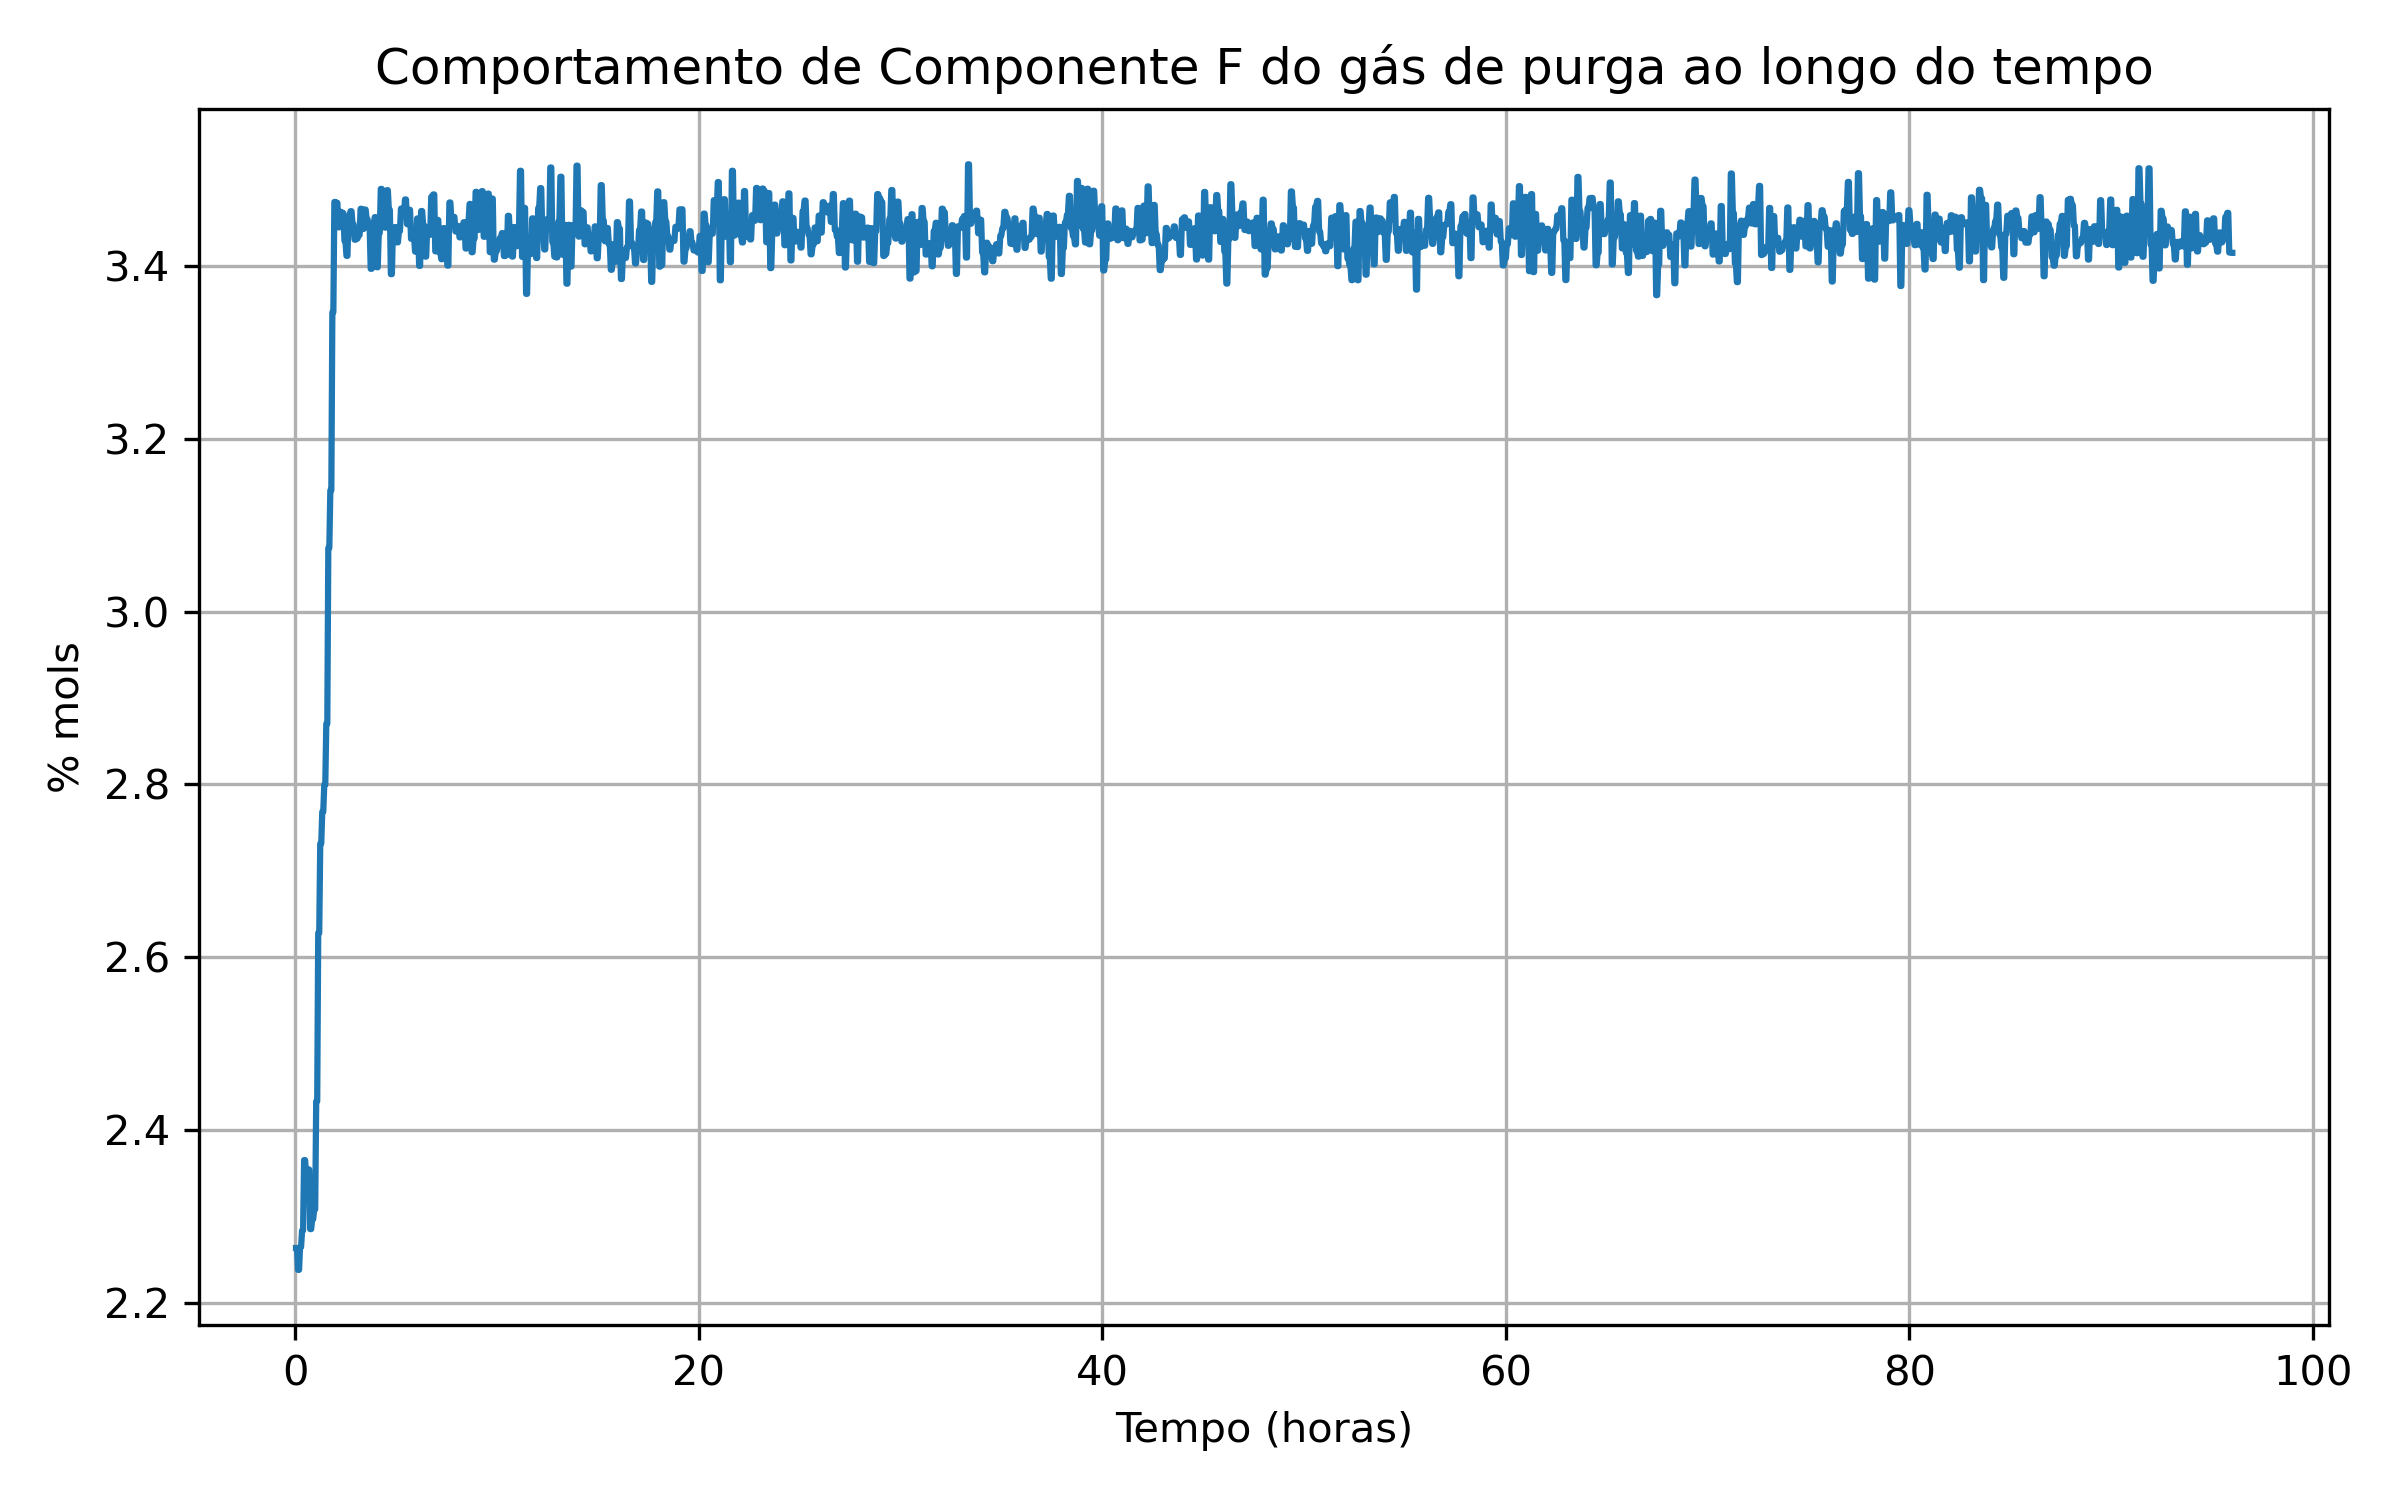 Comportamento de Componente F do gás de purga ao longo do tempo
% mols
3.4
3.2
3.0
2.8
2.6
2.4
2.2
0 20 40 60 80 100
Tempo (horas)